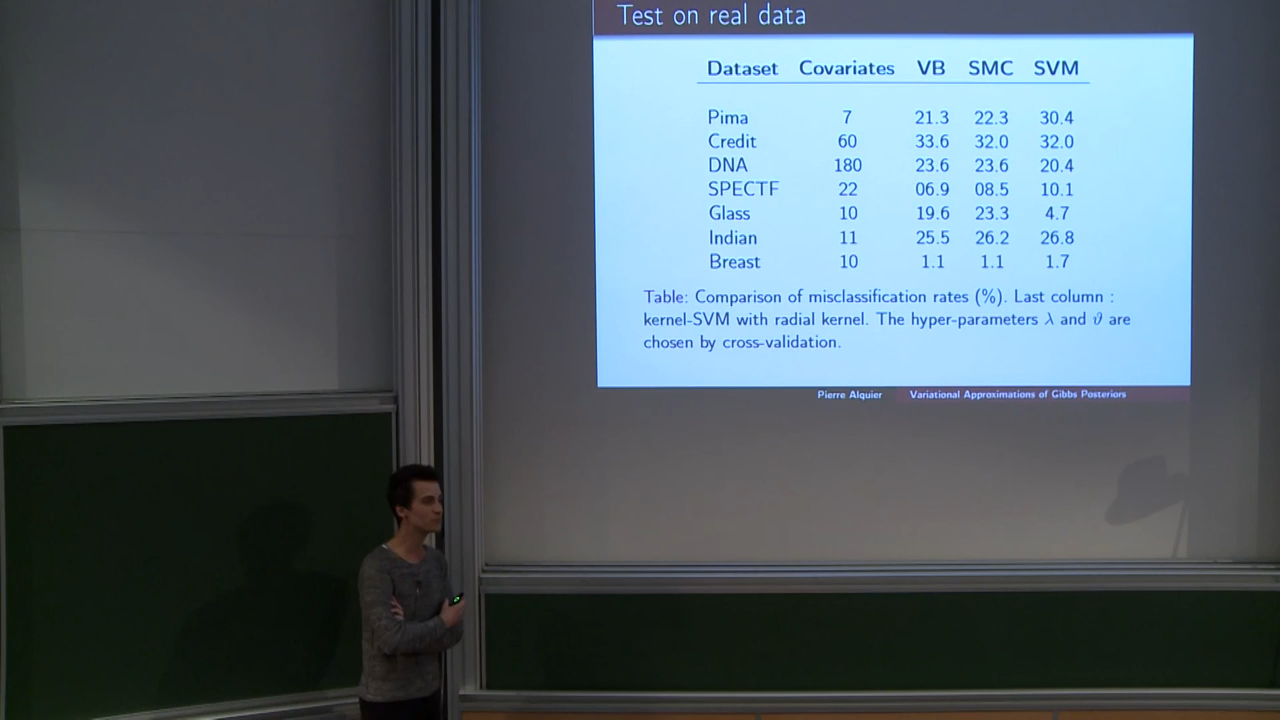 Test on real data
Dataset Covariates VB SMC SVM
Pima 7 21.3 22.3 30.4
Credit 60 33.6 32.0 32.0
DNA 180 23.6 23.6 20.4
SPECTF 22 06.9 08.5 10.1
Glass 10 19.6 23.3 4.7
Indian 11 25.5 26.2 26.8
Breast 10 1.1 1.1 1.7
Table: Comparison of misclassification rates (%). Last column :
kernel-SVM with radial kernel. The hyper-parameters λ and ϑ are
chosen by cross-validation.
Pierre Alquier Variational Approximations of Gibbs Posteriors